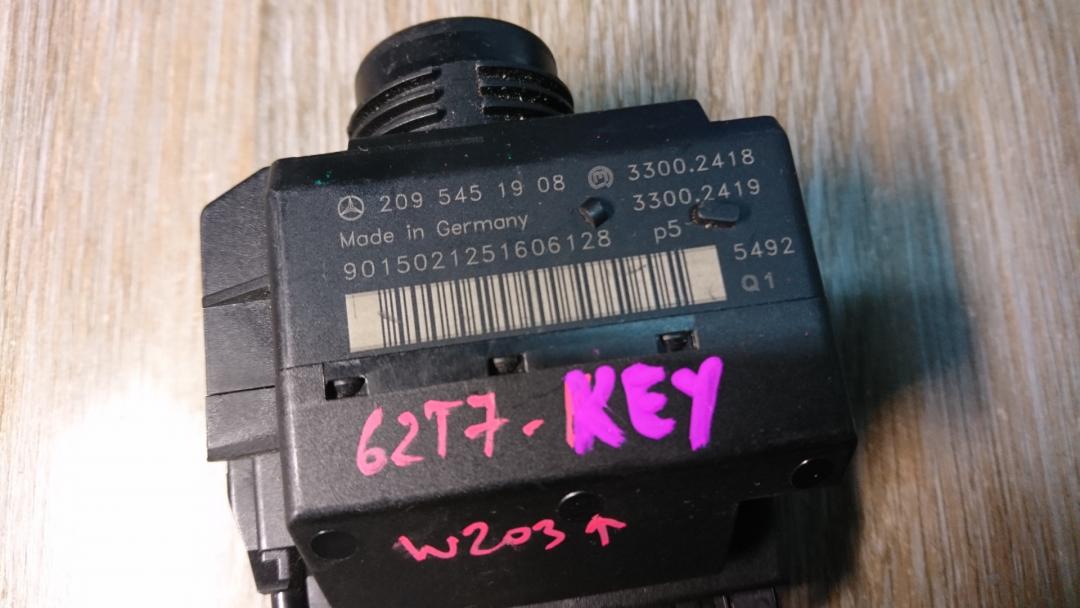 209 545 19 08 3300.2418
Made in Germany 3300.2419
9015021251606128 p5
5492
Q1
62T7-KEY
W203↑